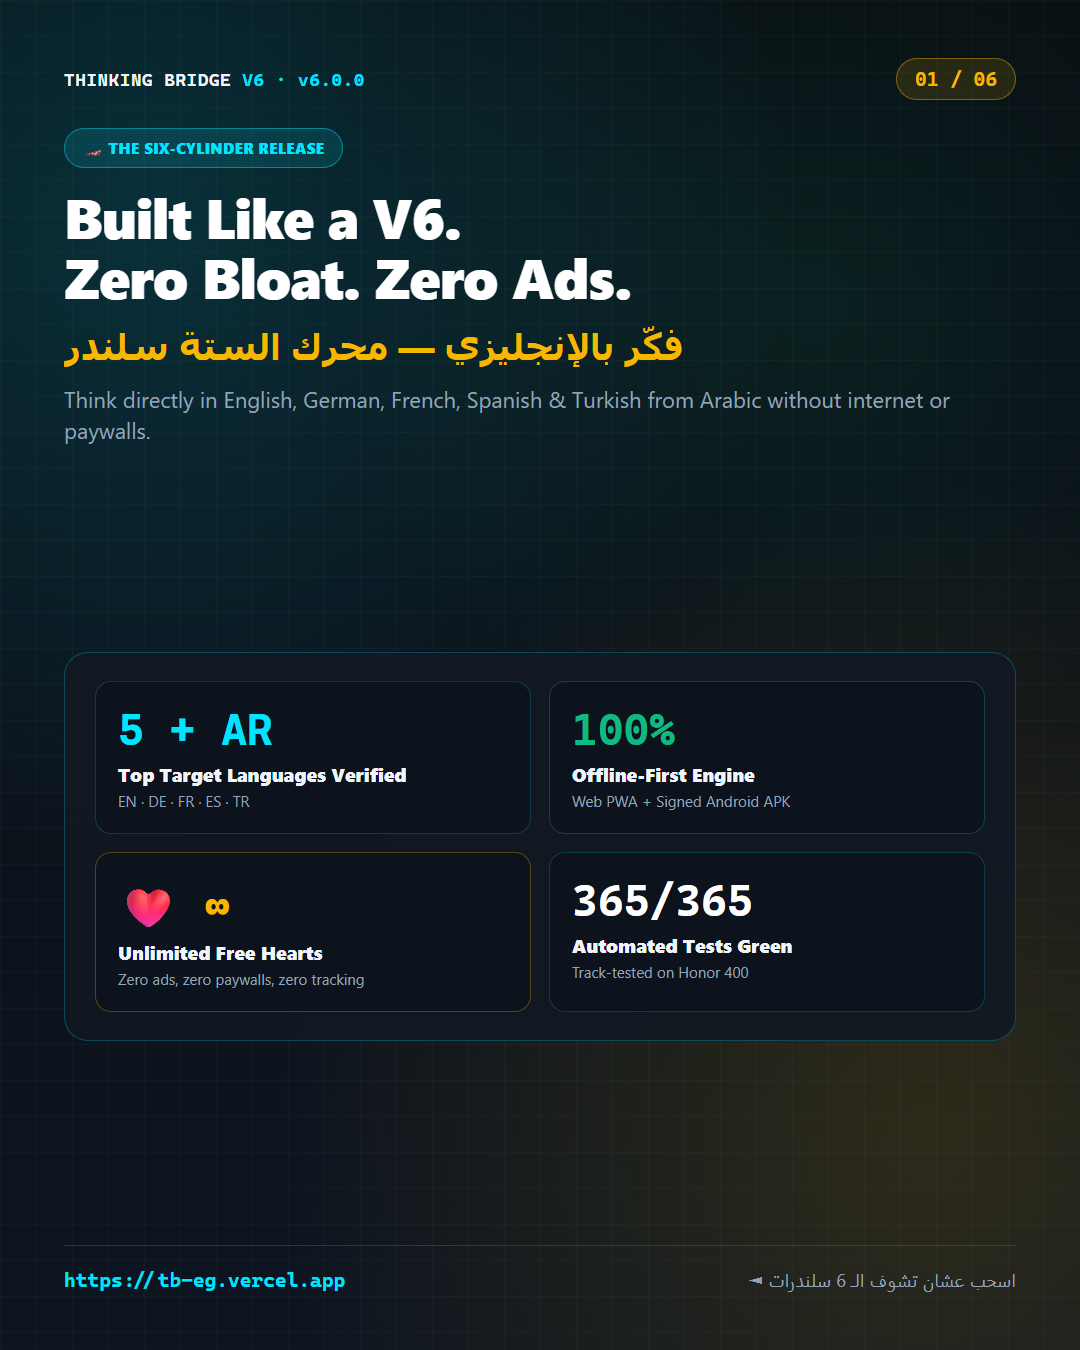 THINKING BRIDGE V6 · v6.0.0
01 / 06
THE SIX-CYLINDER RELEASE
Built Like a V6.
Zero Bloat. Zero Ads.
فكّر بالإنجليزي — محرك الستة سلندر
Think directly in English, German, French, Spanish & Turkish from Arabic without internet or
paywalls.
5 + AR
Top Target Languages Verified
EN · DE · FR · ES · TR
100%
Offline-First Engine
Web PWA + Signed Android APK
∞
Unlimited Free Hearts
Zero ads, zero paywalls, zero tracking
365/365
Automated Tests Green
Track-tested on Honor 400
https://tb-eg.vercel.app
اسحب عشان تشوف الـ 6 سلندرات ◄